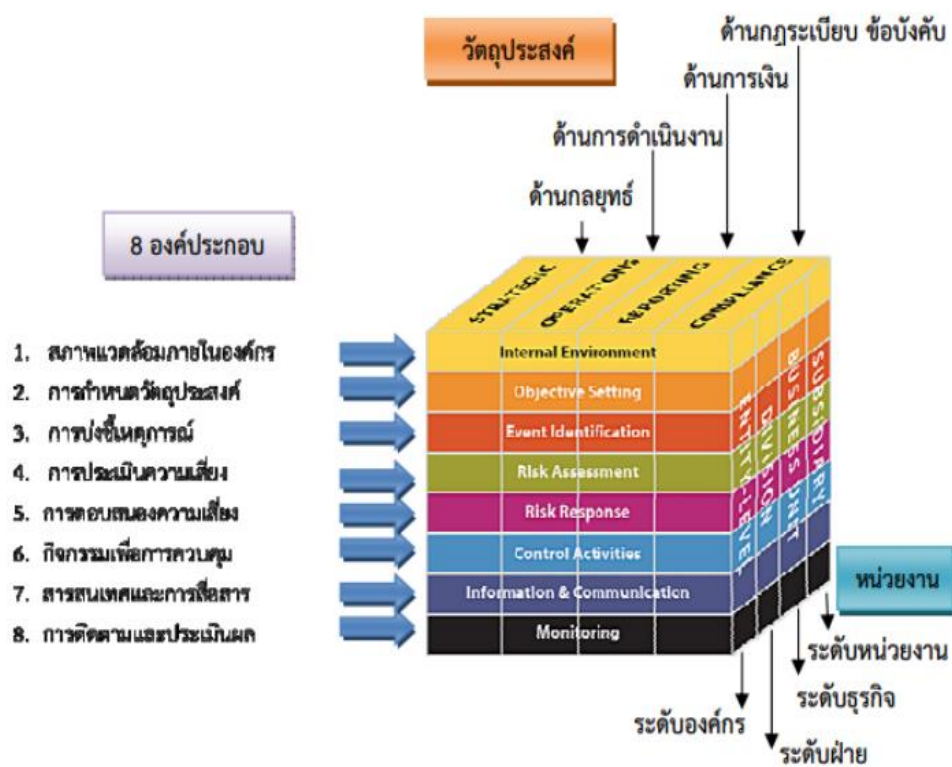 ด้านกฎระเบียบ ข้อบังคับ
วัตถุประสงค์
ด้านการเงิน
ด้านการดำเนินงาน
ด้านกลยุทธ์
8 องค์ประกอบ
STRATEGIC
OPERATIONS
REPORTING
COMPLIANCE
1. สภาพแวดล้อมภายในองค์กร
2. การกำหนดวัตถุประสงค์
3. การบ่งชี้เหตุการณ์
4. การประเมินความเสี่ยง
5. การตอบสนองความเสี่ยง
6. กิจกรรมเพื่อการควบคุม
7. สารสนเทศและการสื่อสาร
8. การติดตามและประเมินผล
Internal Environment
Objective Setting
Event Identification
Risk Assessment
Risk Response
Control Activities
Information & Communication
Monitoring
ENTITY-LEVEL
DIVISION
BUSINESS UNIT
SUBSIDIARY
หน่วยงาน
ระดับหน่วยงาน
ระดับธุรกิจ
ระดับองค์กร
ระดับฝ่าย